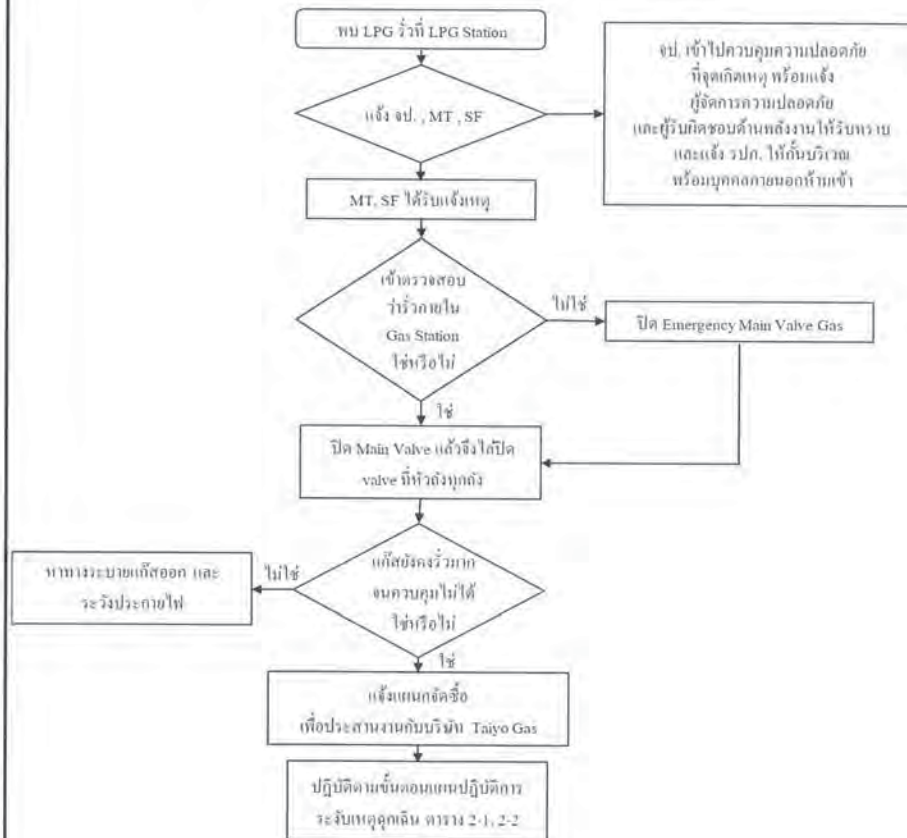 พบ LPG รั่วที่ LPG Station
แจ้ง จป. , MT , SF
จป. เข้าไปควบคุมความปลอดภัย
ที่จุดเกิดเหตุ พร้อมแจ้ง
ผู้จัดการความปลอดภัย
และผู้รับผิดชอบด้านพลังงานให้รับทราบ
และแจ้ง รปภ. ให้กั้นบริเวณ
พร้อมบุคคลภายนอกห้ามเข้า
MT, SF ได้รับแจ้งเหตุ
เข้าตรวจสอบ
ว่ารั่วภายใน
Gas Station
ใช่หรือไม่
ไม่ใช่
ปิด Emergency Main Valve Gas
ใช่
ปิด Main Valve แล้วจึงไล่ปิด
valve ที่หัวถังทุกถัง
แก๊สยังคงรั่วมาก
จนควบคุมไม่ได้
ใช่หรือไม่
ไม่ใช่
หาทางระบายแก๊สออก และ
ระวังประกายไฟ
ใช่
แจ้งแผนกจัดซื้อ
เพื่อประสานงานกับบริษัท Taiyo Gas
ปฏิบัติตามขั้นตอนแผนปฏิบัติการ
ระงับเหตุฉุกเฉิน ตาราง 2-1, 2-2